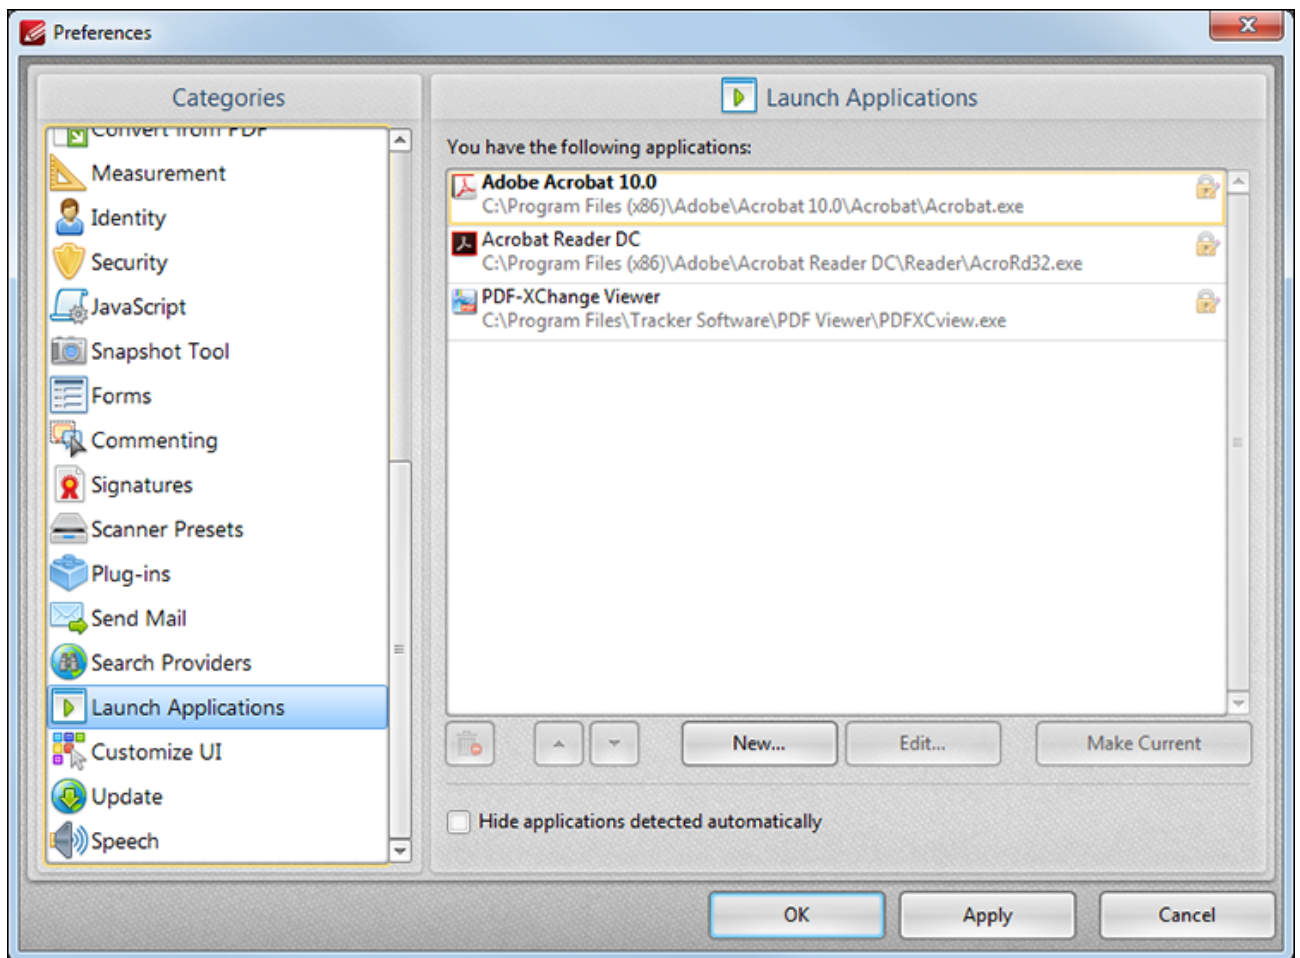 Preferences
Categories
Convert from PDF
Measurement
Identity
Security
JavaScript
Snapshot Tool
Forms
Commenting
Signatures
Scanner Presets
Plug-ins
Send Mail
Search Providers
Launch Applications
Customize UI
Update
Speech
Launch Applications
You have the following applications:
Adobe Acrobat 10.0
C:\Program Files (x86)\Adobe\Acrobat 10.0\Acrobat\Acrobat.exe
Acrobat Reader DC
C:\Program Files (x86)\Adobe\Acrobat Reader DC\Reader\AcroRd32.exe
PDF-XChange Viewer
C:\Program Files\Tracker Software\PDF Viewer\PDFXCview.exe
New... Edit... Make Current
Hide applications detected automatically
OK Apply Cancel